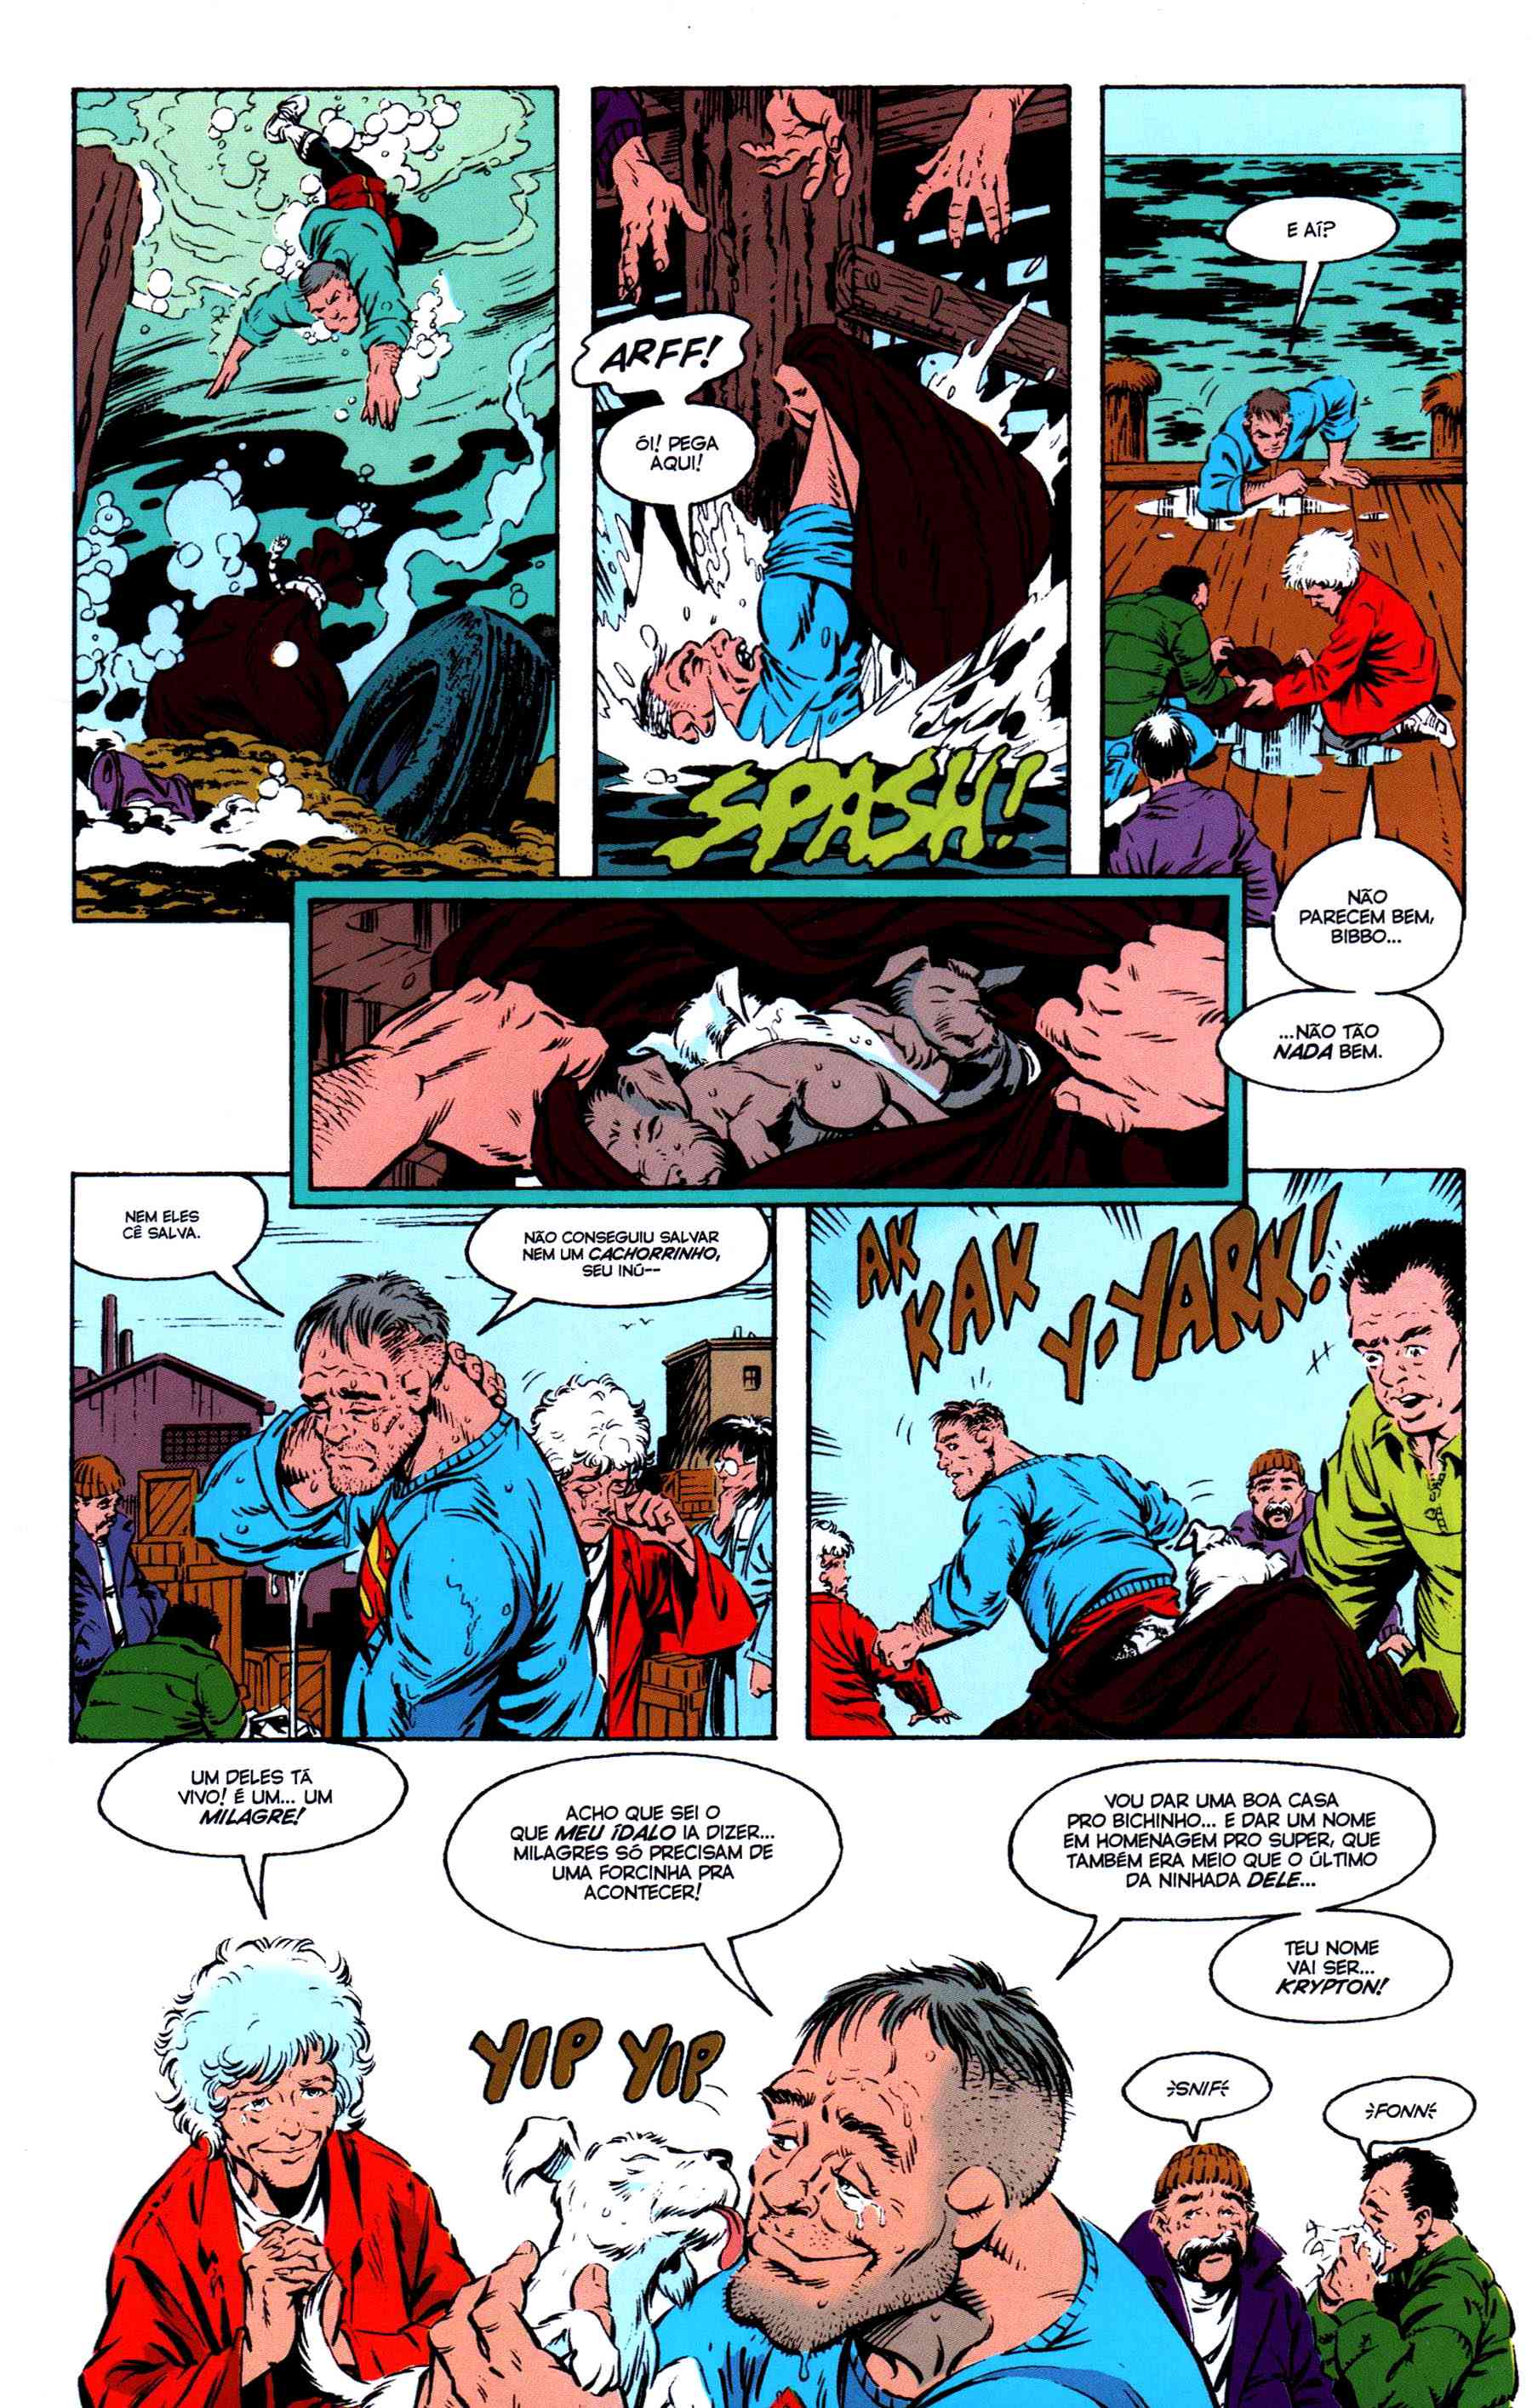 ARFF!
ÓI! PEGA
AQUI!
SPASH!
E AÍ?
NÃO
PARECEM BEM,
BIBBO...
...NÃO TÃO
NADA BEM.
NEM ELES
CÊ SALVA.
NÃO CONSEGUIU SALVAR
NEM UM CACHORRINHO,
SEU INÚ--
AK
KAK
Y-YARK!
UM DELES TÁ
VIVO! É UM... UM
MILAGRE!
ACHO QUE SEI O
QUE MEU ÍDALO IA DIZER...
MILAGRES SÓ PRECISAM DE
UMA FORCINHA PRA
ACONTECER!
VOU DAR UMA BOA CASA
PRO BICHINHO... E DAR UM NOME
EM HOMENAGEM PRO SUPER, QUE
TAMBÉM ERA MEIO QUE O ÚLTIMO
DA NINHADA DELE...
TEU NOME
VAI SER...
KRYPTON!
YIP YIP
SNIF
FONN